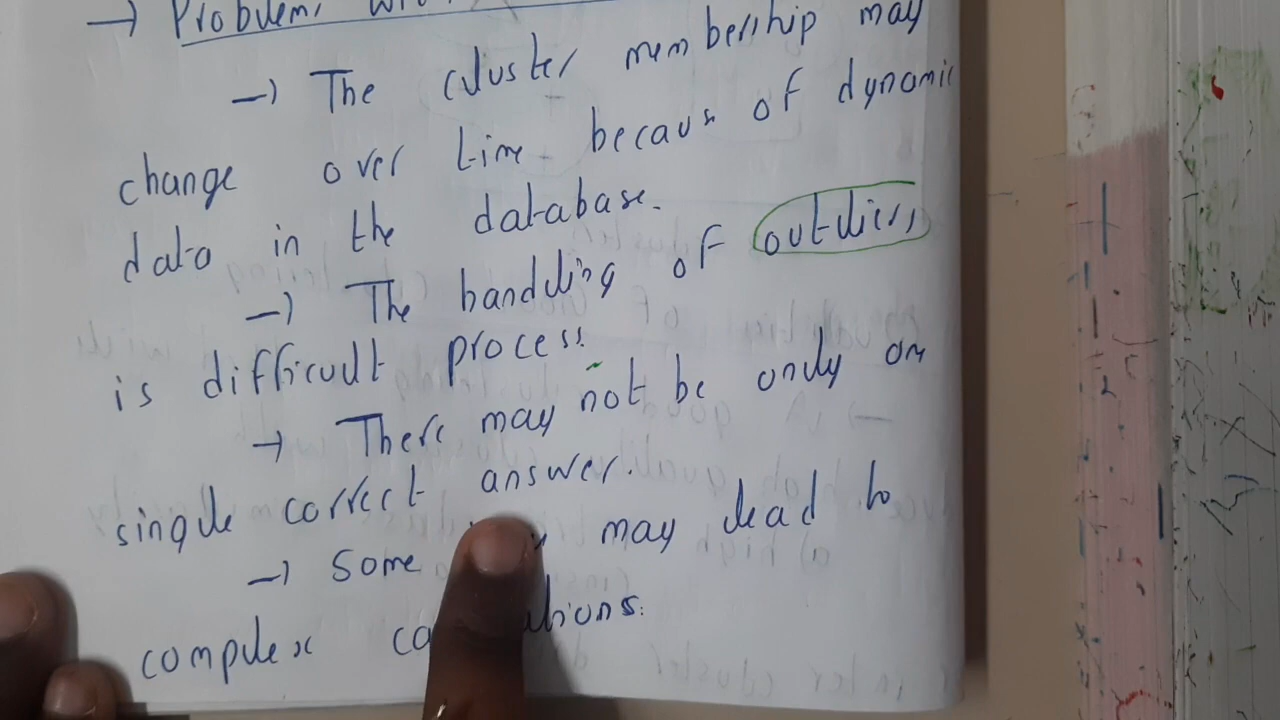 → Problems
→ The cluster membership may
change over time because of dynamic
data in the database.
→ The handling of outliers
is difficult process.
→ There may not be only one
single correct answer.
→ Some may lead to
complex